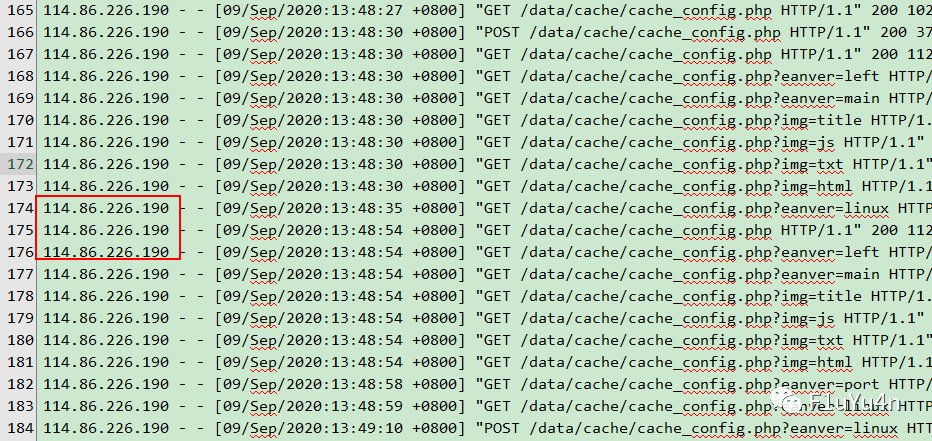 165 114.86.226.190 - - [09/Sep/2020:13:48:27 +0800] "GET /data/cache/cache_config.php HTTP/1.1" 200 102
166 114.86.226.190 - - [09/Sep/2020:13:48:30 +0800] "POST /data/cache/cache_config.php HTTP/1.1" 200 37
167 114.86.226.190 - - [09/Sep/2020:13:48:30 +0800] "GET /data/cache/cache_config.php HTTP/1.1" 200 112
168 114.86.226.190 - - [09/Sep/2020:13:48:30 +0800] "GET /data/cache/cache_config.php?eanver=left HTTP/
169 114.86.226.190 - - [09/Sep/2020:13:48:30 +0800] "GET /data/cache/cache_config.php?eanver=main HTTP/
170 114.86.226.190 - - [09/Sep/2020:13:48:30 +0800] "GET /data/cache/cache_config.php?img=title HTTP/1.
171 114.86.226.190 - - [09/Sep/2020:13:48:30 +0800] "GET /data/cache/cache_config.php?img=js HTTP/1.1"
172 114.86.226.190 - - [09/Sep/2020:13:48:30 +0800] "GET /data/cache/cache_config.php?img=txt HTTP/1.1"
173 114.86.226.190 - - [09/Sep/2020:13:48:30 +0800] "GET /data/cache/cache_config.php?img=html HTTP/1.1
174 114.86.226.190 - - [09/Sep/2020:13:48:35 +0800] "GET /data/cache/cache_config.php?eanver=linux HTTP
175 114.86.226.190 - - [09/Sep/2020:13:48:54 +0800] "GET /data/cache/cache_config.php HTTP/1.1" 200 112
176 114.86.226.190 - - [09/Sep/2020:13:48:54 +0800] "GET /data/cache/cache_config.php?eanver=left HTTP/
177 114.86.226.190 - - [09/Sep/2020:13:48:54 +0800] "GET /data/cache/cache_config.php?eanver=main HTTP/
178 114.86.226.190 - - [09/Sep/2020:13:48:54 +0800] "GET /data/cache/cache_config.php?img=title HTTP/1.
179 114.86.226.190 - - [09/Sep/2020:13:48:54 +0800] "GET /data/cache/cache_config.php?img=js HTTP/1.1"
180 114.86.226.190 - - [09/Sep/2020:13:48:54 +0800] "GET /data/cache/cache_config.php?img=txt HTTP/1.1"
181 114.86.226.190 - - [09/Sep/2020:13:48:54 +0800] "GET /data/cache/cache_config.php?img=html HTTP/1.1
182 114.86.226.190 - - [09/Sep/2020:13:48:58 +0800] "GET /data/cache/cache_config.php?eanver=port HTTP/
183 114.86.226.190 - - [09/Sep/2020:13:48:59 +0800] "GET /data/cache/cache_config.php?eanver=linux HTTP
F1uYu4n
184 114.86.226.190 - - [09/Sep/2020:13:49:10 +0800] "POST /data/cache/cache_config.php?eanver=linux HTT